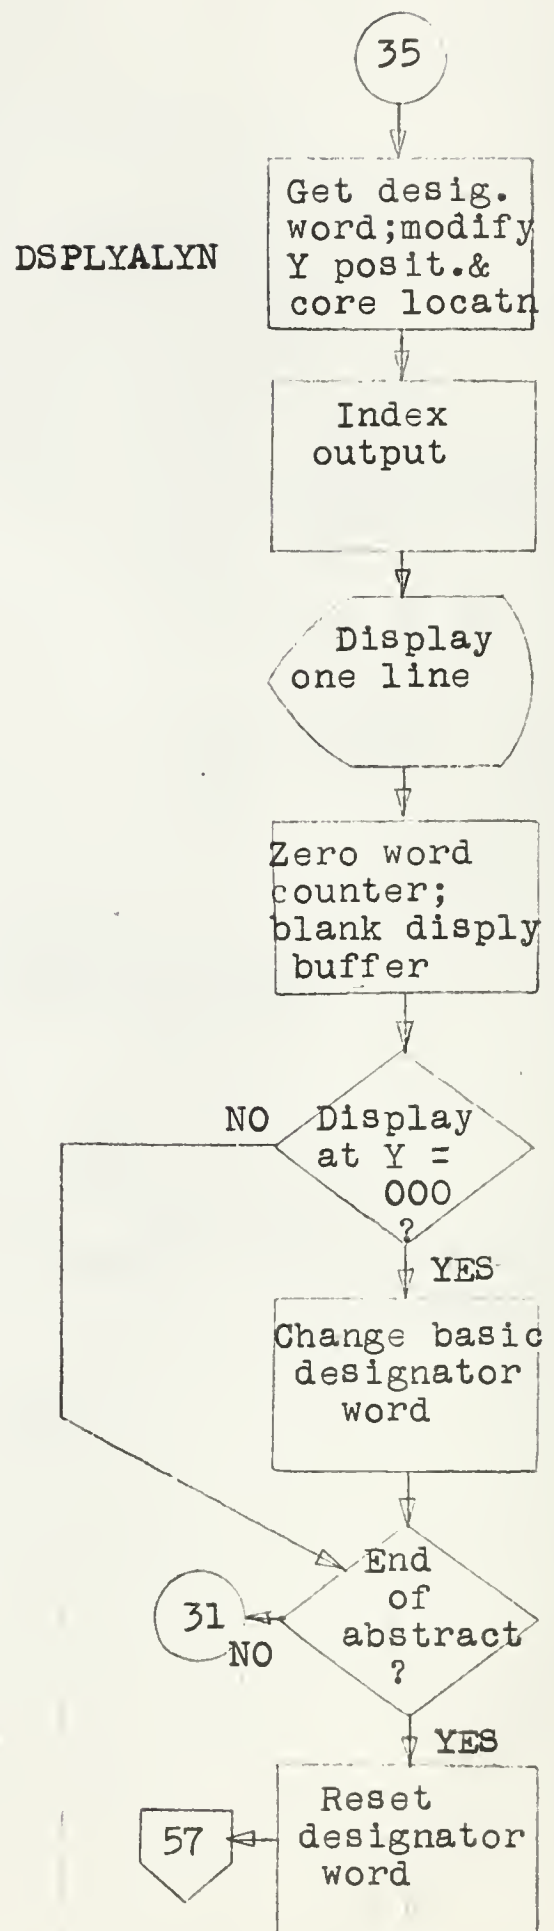 35
DSPLYALYN
Get desig.
word;modify
Y posit.&
core locatn
Index
output
Display
one line
Zero word
counter;
blank disply
buffer
NO
Display
at Y =
000
?
YES
Change basic
designator
word
End
of
abstract
?
31
NO
YES
Reset
designator
word
57